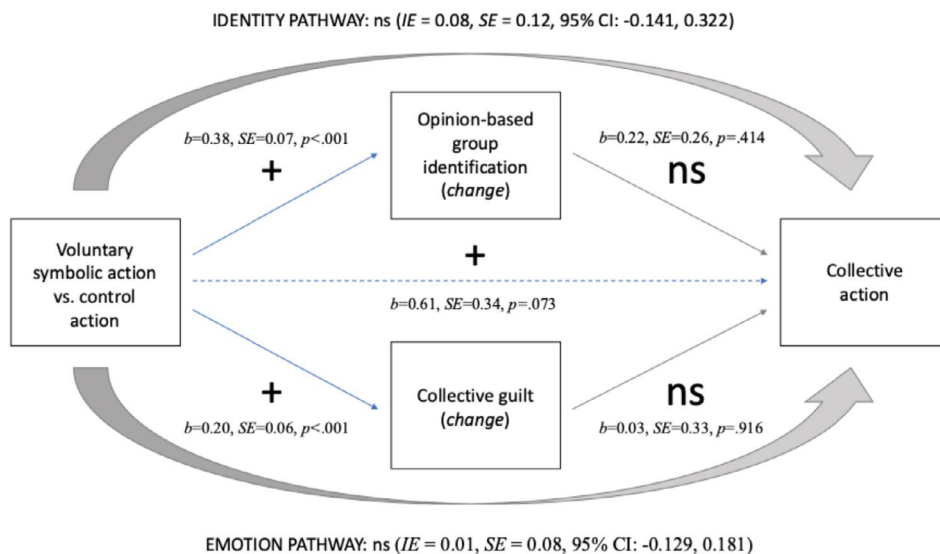 IDENTITY PATHWAY: ns (IE = 0.08, SE = 0.12, 95% CI: -0.141, 0.322)
b=0.38, SE=0.07, p<.001
+
Opinion-based
group
identification
(change)
b=0.22, SE=0.26, p=.414
ns
Voluntary
symbolic action
vs. control
action
+
b=0.61, SE=0.34, p=.073
Collective
action
+
b=0.20, SE=0.06, p<.001
Collective guilt
(change)
ns
b=0.03, SE=0.33, p=.916
EMOTION PATHWAY: ns (IE = 0.01, SE = 0.08, 95% CI: -0.129, 0.181)